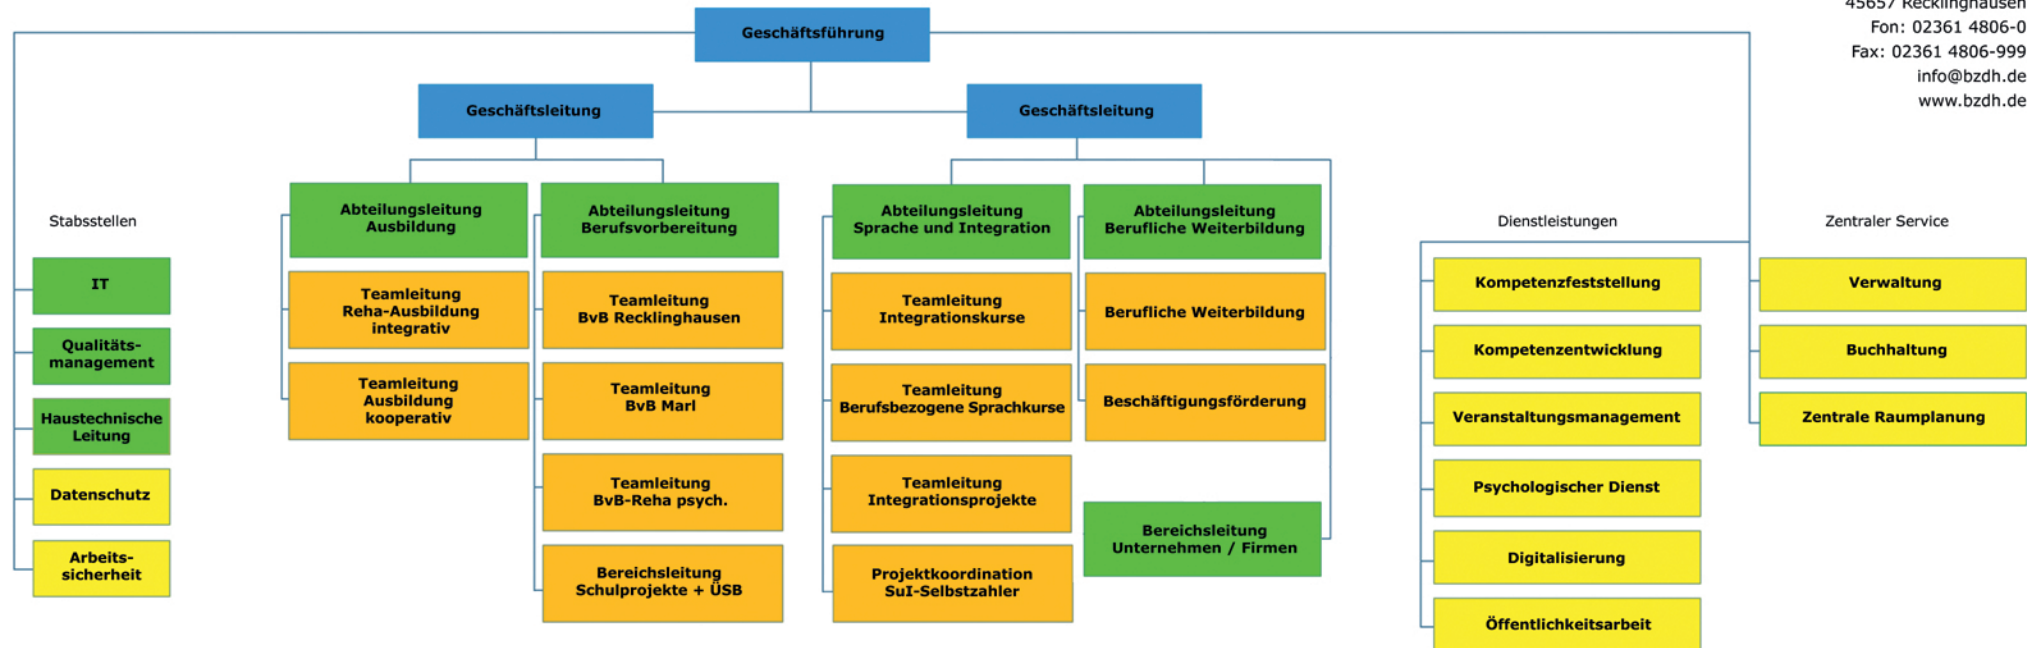 45657 Recklinghausen
Fon: 02361 4806-0
Fax: 02361 4806-999
info@bzdh.de
www.bzdh.de
Geschäftsführung
Geschäftsleitung
Geschäftsleitung
Stabsstellen
IT
Qualitäts-
management
Haustechnische
Leitung
Datenschutz
Arbeits-
sicherheit
Abteilungsleitung
Ausbildung
Teamleitung
Reha-Ausbildung
integrativ
Teamleitung
Ausbildung
kooperativ
Abteilungsleitung
Berufsvorbereitung
Teamleitung
BvB Recklinghausen
Teamleitung
BvB Marl
Teamleitung
BvB-Reha psych.
Bereichsleitung
Schulprojekte + ÜSB
Abteilungsleitung
Sprache und Integration
Teamleitung
Integrationskurse
Teamleitung
Berufsbezogene Sprachkurse
Teamleitung
Integrationsprojekte
Projektkoordination
SuI-Selbstzahler
Abteilungsleitung
Berufliche Weiterbildung
Berufliche Weiterbildung
Beschäftigungsförderung
Bereichsleitung
Unternehmen / Firmen
Dienstleistungen
Kompetenzfeststellung
Kompetenzentwicklung
Veranstaltungsmanagement
Psychologischer Dienst
Digitalisierung
Öffentlichkeitsarbeit
Zentraler Service
Verwaltung
Buchhaltung
Zentrale Raumplanung